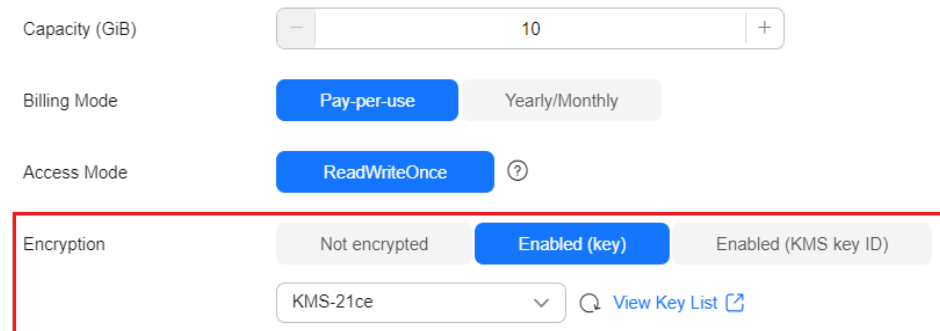 Capacity (GiB) − 10 +
Billing Mode Pay-per-use Yearly/Monthly
Access Mode ReadWriteOnce ?
Encryption Not encrypted Enabled (key) Enabled (KMS key ID)
KMS-21ce View Key List